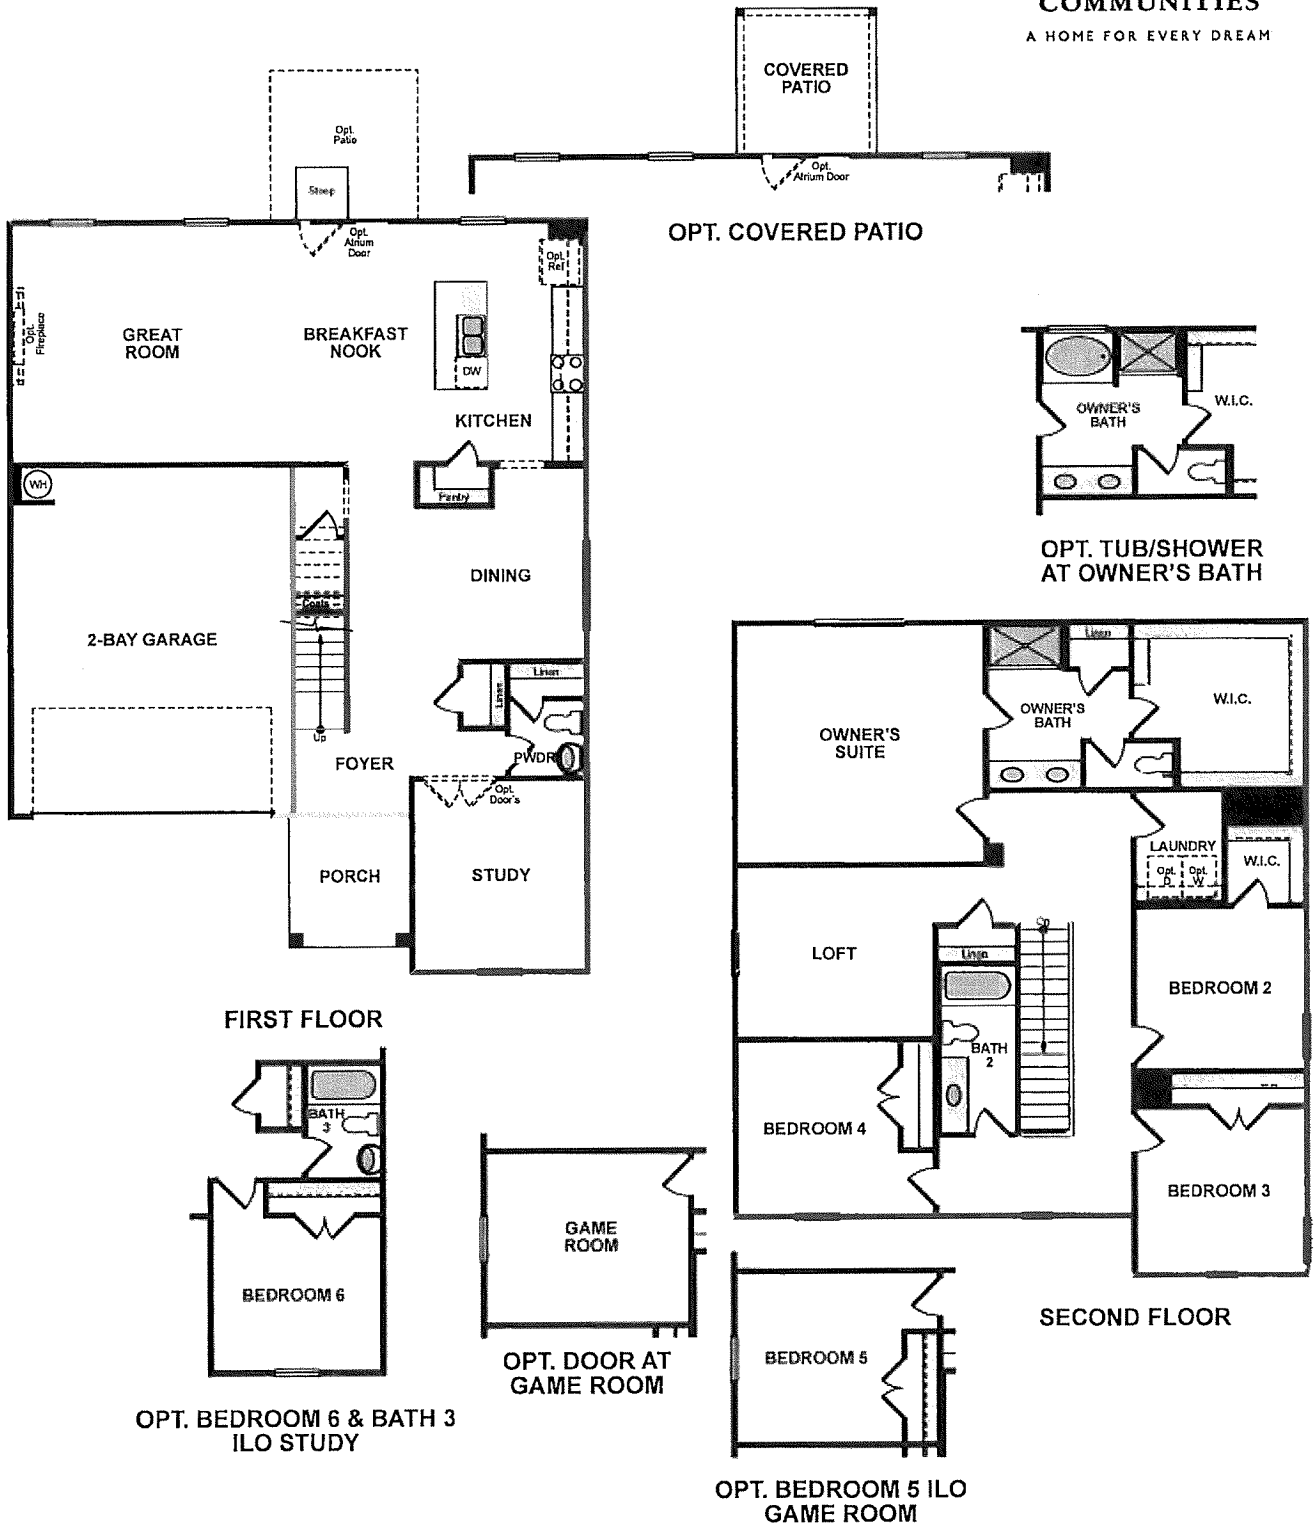 COMMUNITIES
A HOME FOR EVERY DREAM
COVERED
PATIO
Opt.
Atrium Door
OPT. COVERED PATIO
Opt.
Patio
Stoop
Opt.
Atrium
Door
Opt.
Ref
Opt.
Fireplace
GREAT
ROOM
BREAKFAST
NOOK
DW
KITCHEN
WH
Pantry
DINING
Coats
2-BAY GARAGE
Up
Linen
Linen
PWDR
FOYER
Opt.
Door's
PORCH
STUDY
FIRST FLOOR
OWNER'S
BATH
W.I.C.
OPT. TUB/SHOWER
AT OWNER'S BATH
Linen
OWNER'S
SUITE
OWNER'S
BATH
W.I.C.
LAUNDRY
Opt.
D
Opt.
W
W.I.C.
LOFT
Linen
BEDROOM 2
BATH
2
BEDROOM 4
BEDROOM 3
SECOND FLOOR
BATH
3
BEDROOM 6
OPT. BEDROOM 6 & BATH 3
ILO STUDY
GAME
ROOM
OPT. DOOR AT
GAME ROOM
BEDROOM 5
OPT. BEDROOM 5 ILO
GAME ROOM